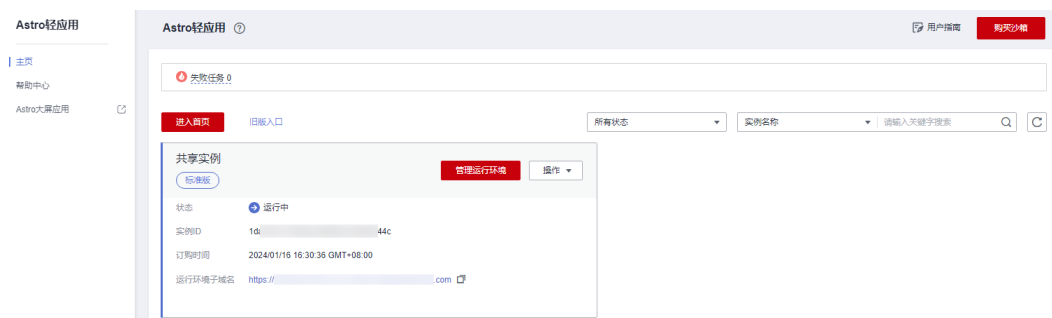 Astro轻应用
主页
帮助中心
Astro大屏应用
Astro轻应用
用户指南
购买沙箱
失败任务 0
进入首页
旧版入口
所有状态
实例名称
请输入关键字搜索
共享实例
管理运行环境
操作
标准版
状态
运行中
实例ID
1da
44c
订购时间
2024/01/16 16:30:36 GMT+08:00
运行环境子域名
https://
.com